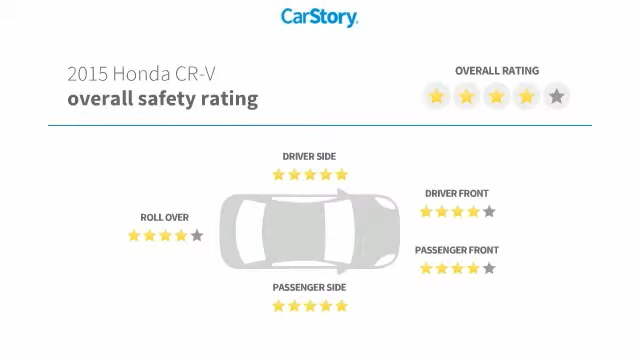 CarStory.
2015 Honda CR-V
overall safety rating
OVERALL RATING
DRIVER SIDE
DRIVER FRONT
ROLL OVER
PASSENGER FRONT
PASSENGER SIDE